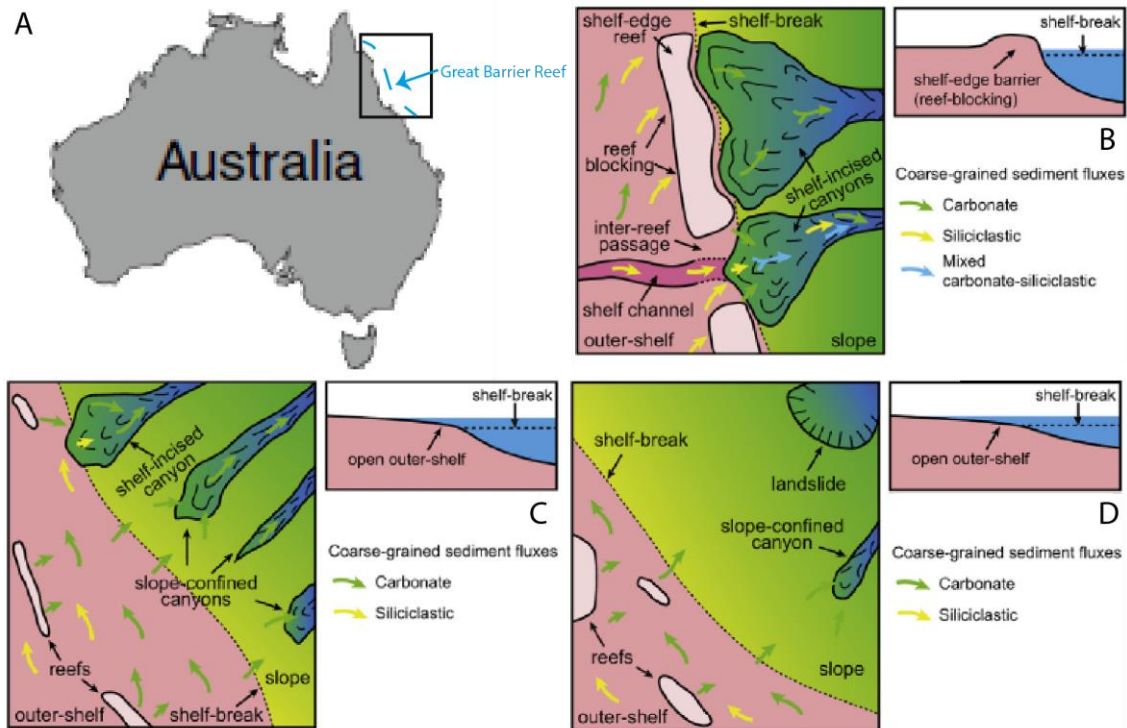 A
Great Barrier Reef
Australia
shelf-edge
reef
shelf-break
reef
blocking
shelf-incised
canyons
inter-reef
passage
shelf channel
outer-shelf
slope
shelf-break
shelf-edge barrier
(reef-blocking)
B
Coarse-grained sediment fluxes
Carbonate
Siliciclastic
Mixed
carbonate-siliciclastic
shelf-incised
canyon
slope-confined
canyons
reefs
outer-shelf
slope
shelf-break
shelf-break
open outer-shelf
C
Coarse-grained sediment fluxes
Carbonate
Siliciclastic
shelf-break
landslide
slope-confined
canyon
reefs
slope
outer-shelf
shelf-break
open outer-shelf
D
Coarse-grained sediment fluxes
Carbonate
Siliciclastic